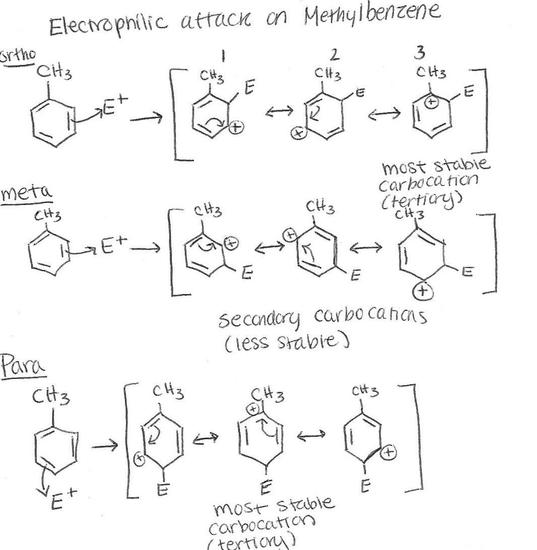 Electrophilic attack on Methylbenzene
ortho
1 2 3
CH3 E+ CH3 E CH3 E CH3 E
+ + +
most stable
carbocation
(tertiary)
meta
CH3 E+ CH3 + E CH3 + E CH3 E +
secondary carbocations
(less stable)
Para
CH3 CH3 CH3 CH3
+ + +
E+ E E E
most stable
carbocation
(tertiary)